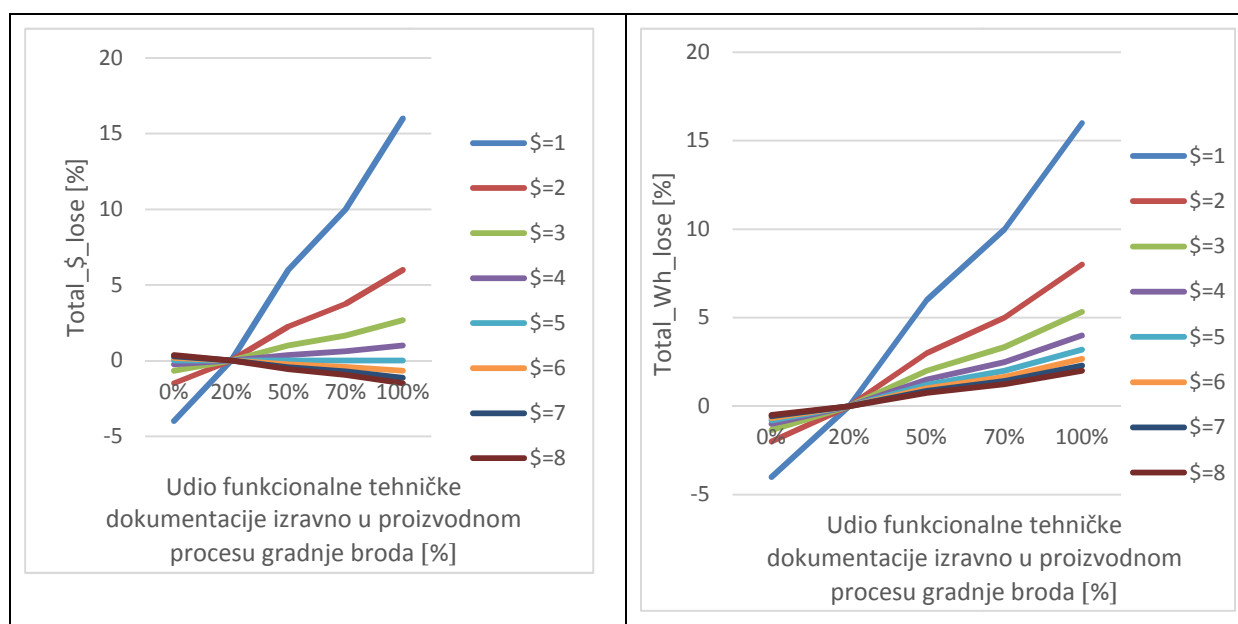 20
15
10
5
0
-5
Total_$_lose [%]
0% 20% 50% 70% 100%
$=1
$=2
$=3
$=4
$=5
$=6
$=7
$=8
Udio funkcionalne tehničke
dokumentacije izravno u proizvodnom
procesu gradnje broda [%]
20
15
10
5
0
-5
Total_Wh_lose [%]
0% 20% 50% 70% 100%
$=1
$=2
$=3
$=4
$=5
$=6
$=7
$=8
Udio funkcionalne tehničke
dokumentacije izravno u proizvodnom
procesu gradnje broda [%]